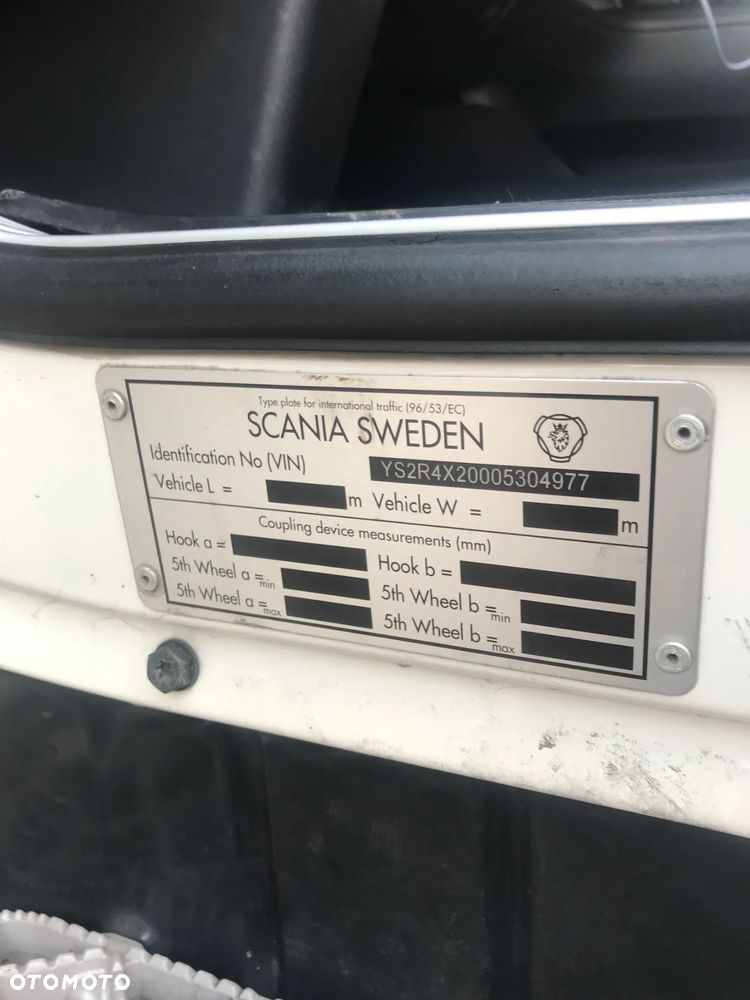 Type plate for international traffic (96/53/EC)
SCANIA SWEDEN
Identification No (VIN) YS2R4X20005304977
Vehicle L = m Vehicle W = m
Coupling device measurements (mm)
Hook a = Hook b =
5th Wheel a =min 5th Wheel b =min
5th Wheel a =max 5th Wheel b =max
OTOMOTO